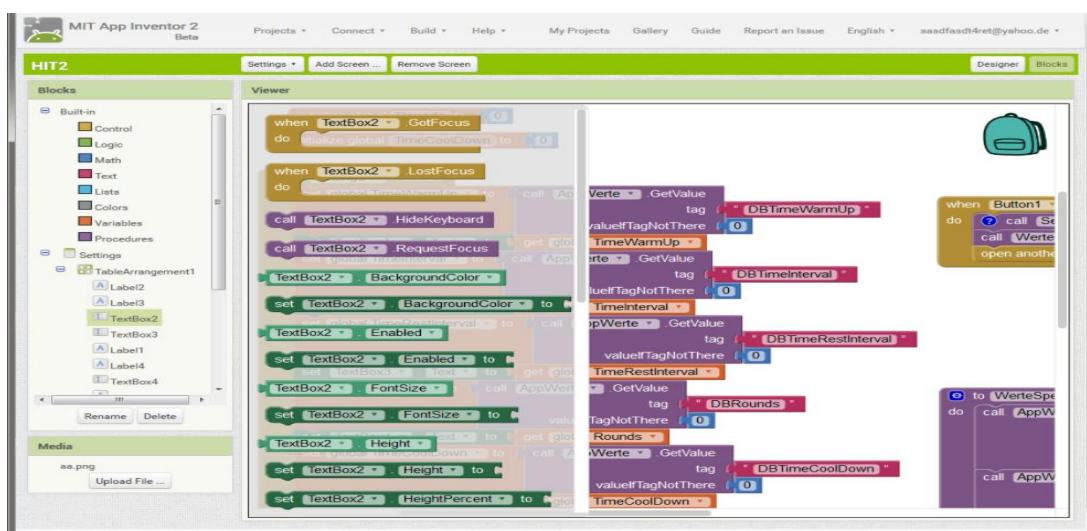 MIT App Inventor 2
Beta
Projects Connect Build Help My Projects Gallery Guide Report an Issue English saadfasdt4ret@yahoo.de
HIT2
Settings Add Screen ... Remove Screen Designer Blocks
Blocks
Built-in
Control
Logic
Math
Text
Lists
Colors
Variables
Procedures
Settings
TableArrangement1
Label2
Label3
TextBox2
TextBox3
Label1
Label4
TextBox4
Rename Delete
Media
aa.png
Upload File ...
Viewer
when TextBox2 .GotFocus
do
initialize global TimeCoolDown to 0
when TextBox2 .LostFocus
do
call TextBox2 .HideKeyboard
call TextBox2 .RequestFocus
TextBox2 . BackgroundColor
set TextBox2 . BackgroundColor to
TextBox2 . Enabled
set TextBox2 . Enabled to
TextBox2 . FontSize
set TextBox2 . FontSize to
TextBox2 . Height
set TextBox2 . Height to
set TextBox2 . HeightPercent to
Werte .GetValue
tag " DBTimeWarmUp "
valueIfTagNotThere 0
TimeWarmUp
.GetValue
tag " DBTimeInterval "
0
TimeInterval
.GetValue
tag " DBTimeRestInterval "
valueIfTagNotThere 0
TimeRestInterval
.GetValue
tag " DBRounds "
TagNotThere 0
Rounds
.GetValue
tag " DBTimeCoolDown "
valueIfTagNotThere 0
TimeCoolDown
when Button1
do ? call
call Werte
open
to
do call
call